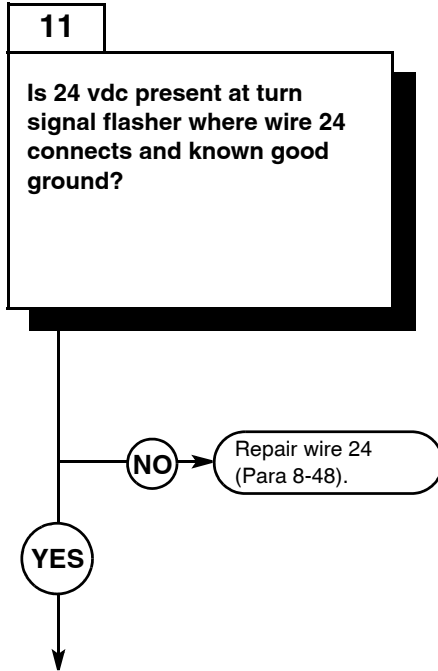 11
Is 24 vdc present at turn
signal flasher where wire 24
connects and known good
ground?
NO
Repair wire 24
(Para 8-48).
YES